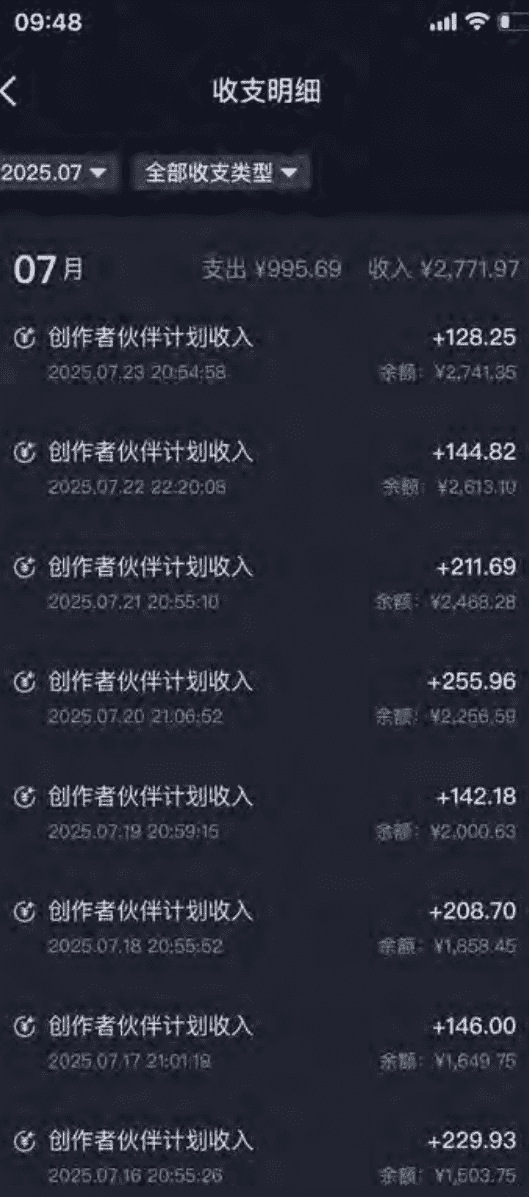 09:48
收支明细
2025.07 全部收支类型
07月 支出 ¥995.69 收入 ¥2,771.97
创作者伙伴计划收入 +128.25
2025.07.23 20:54:58 余额: ¥2,741.35
创作者伙伴计划收入 +144.82
2025.07.22 22:20:08 余额: ¥2,613.10
创作者伙伴计划收入 +211.69
2025.07.21 20:55:10 余额: ¥2,468.28
创作者伙伴计划收入 +255.96
2025.07.20 21:06:52 余额: ¥2,256.59
创作者伙伴计划收入 +142.18
2025.07.19 20:59:15 余额: ¥2,000.63
创作者伙伴计划收入 +208.70
2025.07.18 20:55:52 余额: ¥1,858.45
创作者伙伴计划收入 +146.00
2025.07.17 21:01:18 余额: ¥1,649.75
创作者伙伴计划收入 +229.93
2025.07.16 20:55:26 余额: ¥1,503.75